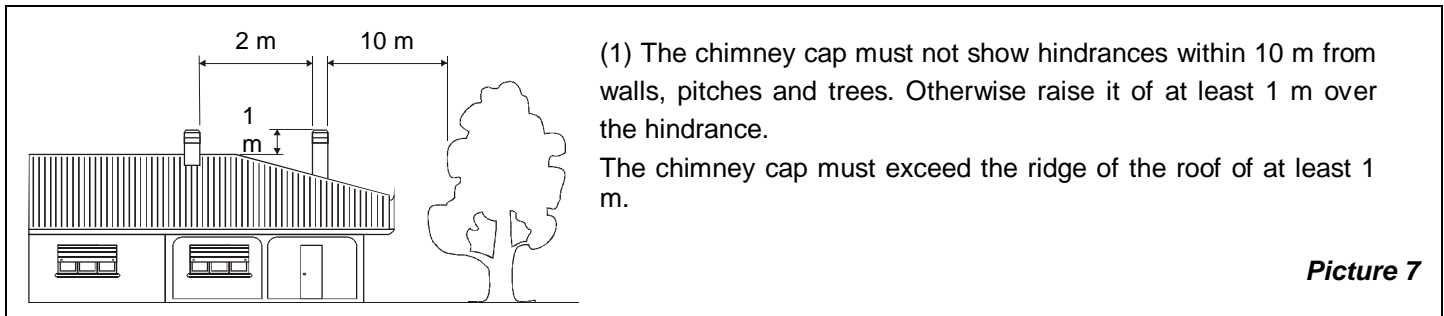 2 m
10 m
1
m
(1) The chimney cap must not show hindrances within 10 m from
walls, pitches and trees. Otherwise raise it of at least 1 m over
the hindrance.
The chimney cap must exceed the ridge of the roof of at least 1
m.
Picture 7